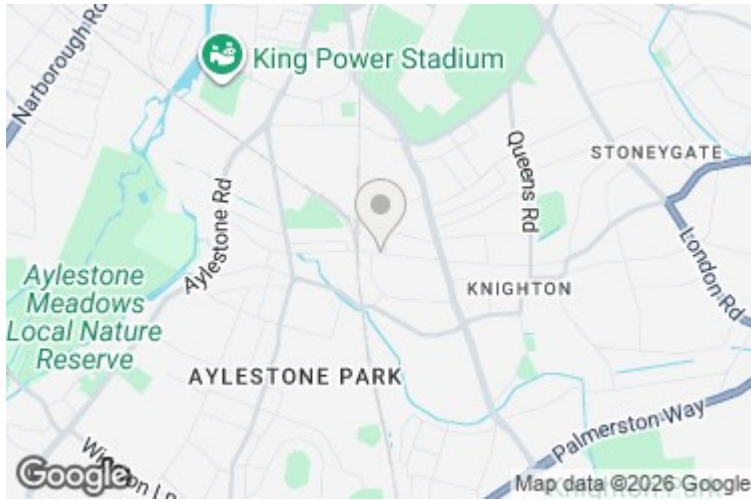 Narborough Rd
King Power Stadium
Queens Rd
STONEYGATE
Aylestone Rd
Aylestone
Meadows
Local Nature
Reserve
KNIGHTON
London Rd
AYLESTONE PARK
Palmerston Way
Google
Map data ©2026 Google